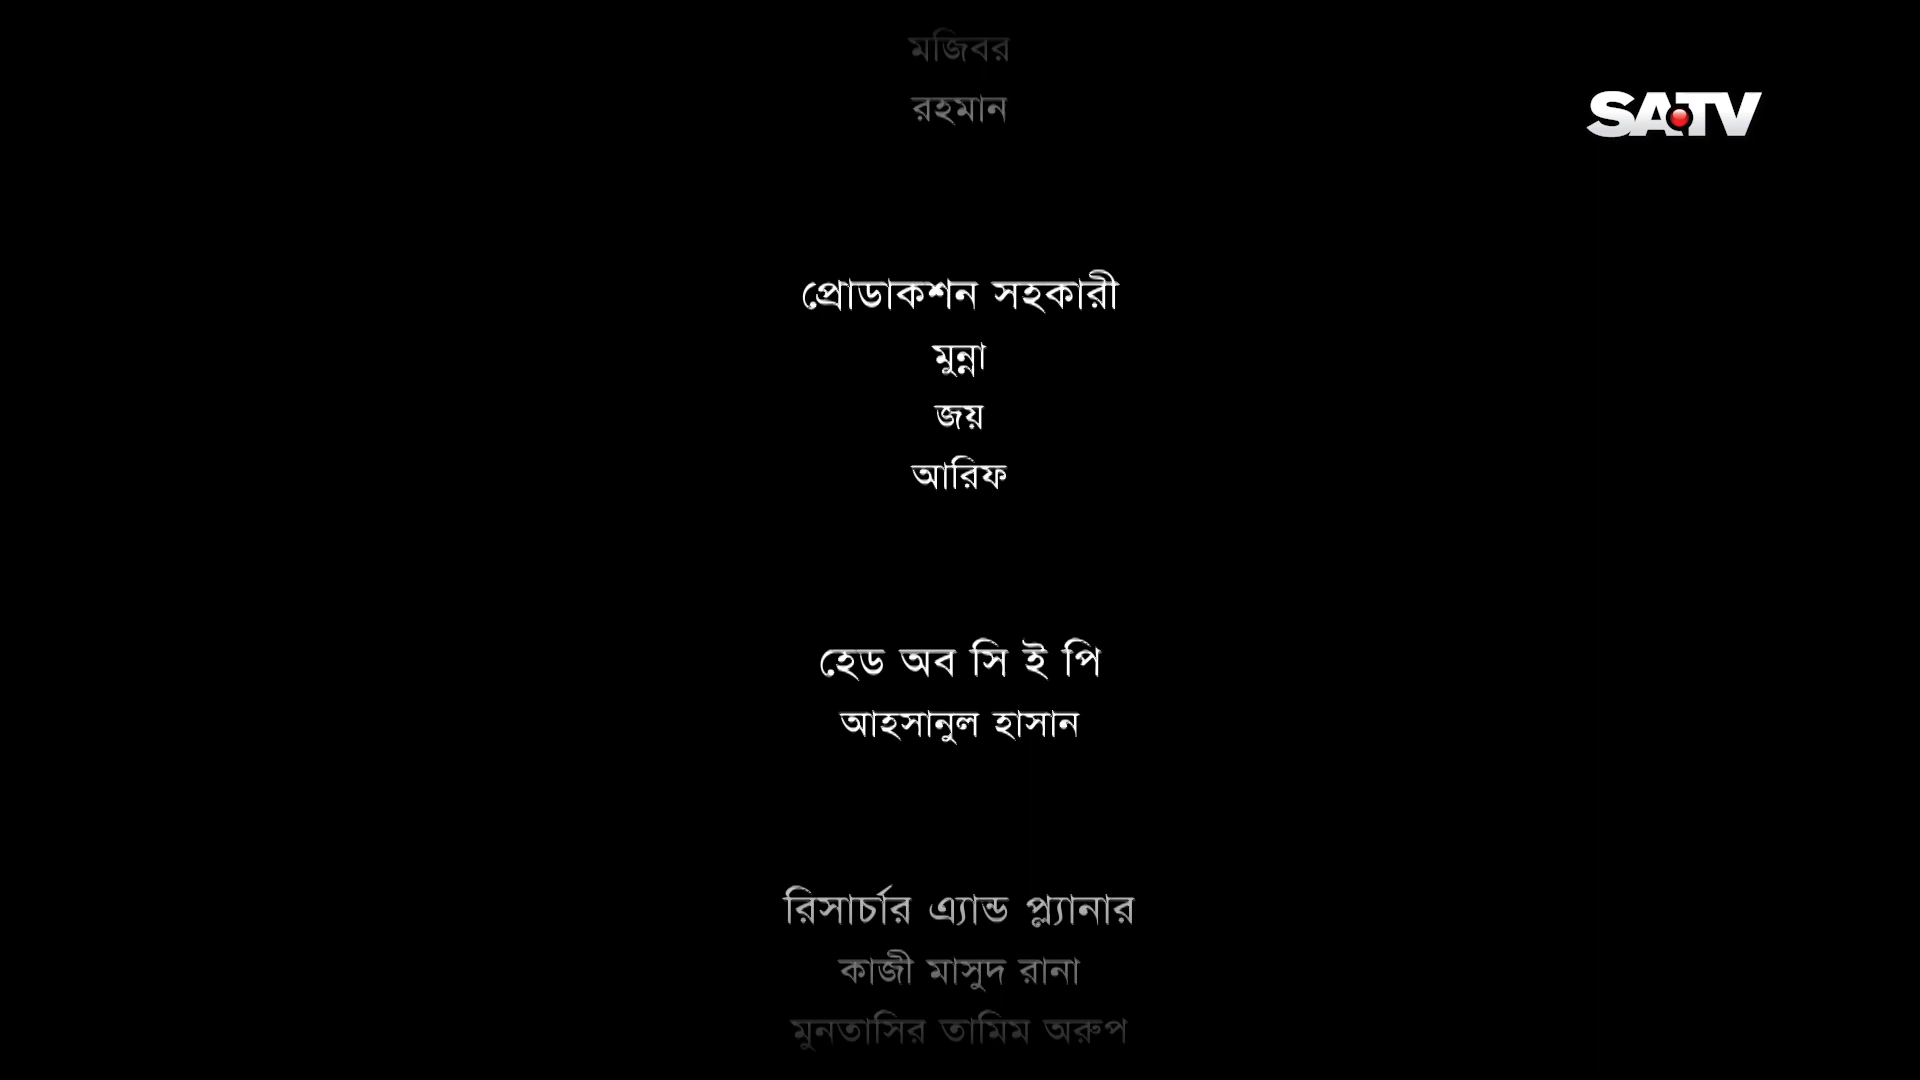 মজিবর
রহমান
SATV
প্রোডাকশন সহকারী
মুন্না
জয়
আরিফ
হেড অব সি ই পি
আহসানুল হাসান
রিসার্চার এ্যান্ড প্ল্যানার
কাজী মাসুদ রানা
মুনতাসির তামিম অরুপ